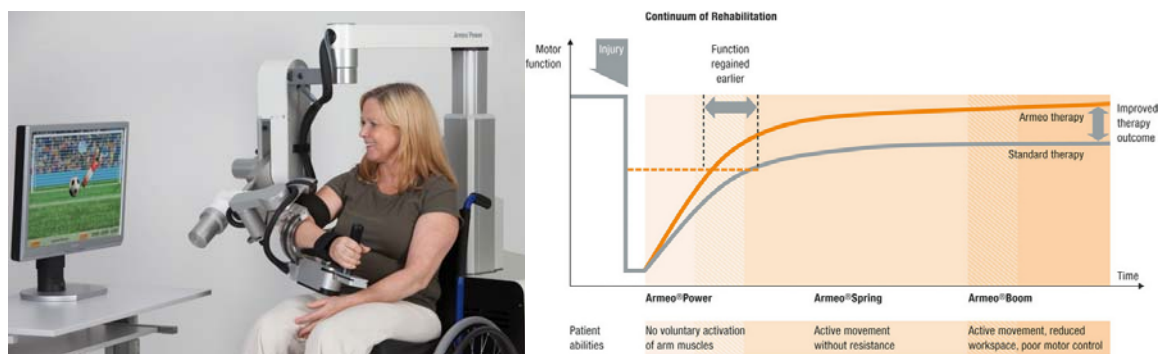 Armeo Power
Continuum of Rehabilitation
Motor
function
Injury
Function
regained
earlier
Armeo therapy
Improved
therapy
outcome
Standard therapy
Time
Armeo®Power
Armeo®Spring
Armeo®Boom
Patient
abilities
No voluntary activation
of arm muscles
Active movement
without resistance
Active movement, reduced
workspace, poor motor control